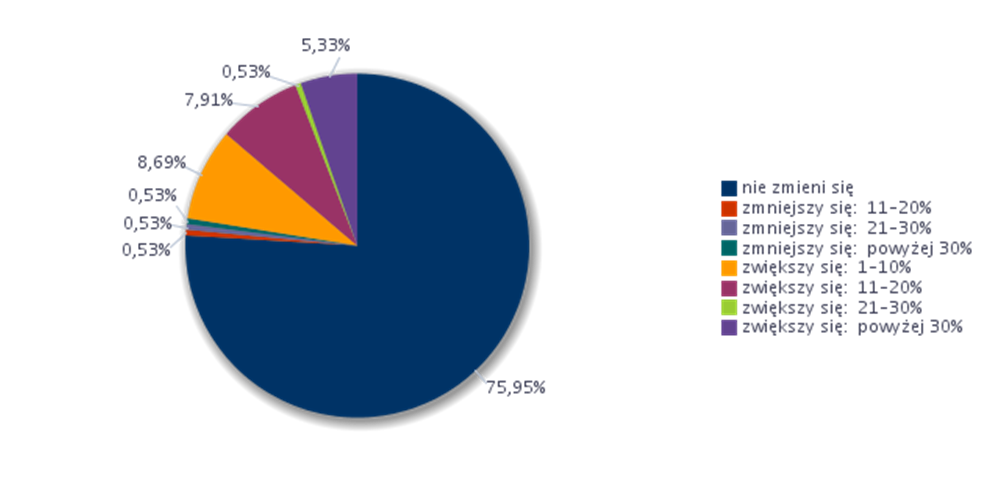 5,33%
0,53%
7,91%
8,69%
0,53%
0,53%
0,53%
75,95%
nie zmieni się
zmniejszy się: 11–20%
zmniejszy się: 21–30%
zmniejszy się: powyżej 30%
zwiększy się: 1–10%
zwiększy się: 11–20%
zwiększy się: 21–30%
zwiększy się: powyżej 30%